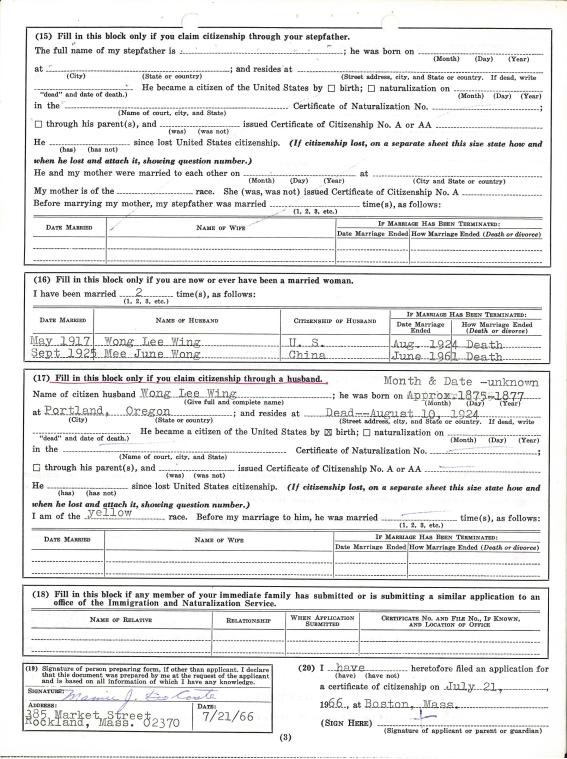 (15) Fill in this block only if you claim citizenship through your stepfather.
The full name of my stepfather is ; he was born on
(Month) (Day) (Year)
at ; and resides at
(City) (State or country) (Street address, city, and State or country. If dead, write
He became a citizen of the United States by ☐ birth; ☐ naturalization on
"dead" and date of death.) (Month) (Day) (Year)
in the Certificate of Naturalization No. ;
(Name of court, city, and State)
☐ through his parent(s), and issued Certificate of Citizenship No. A or AA
(was) (was not)
He since lost United States citizenship. (If citizenship lost, on a separate sheet this size state how and
(has) (has not)
when he lost and attach it, showing question number.)
He and my mother were married to each other on at
(Month) (Day) (Year) (City and State or country)
My mother is of the race. She (was, was not) issued Certificate of Citizenship No. A
Before marrying my mother, my stepfather was married time(s), as follows:
(1, 2, 3, etc.)
DATE MARRIED NAME OF WIFE IF MARRIAGE HAS BEEN TERMINATED:
Date Marriage Ended How Marriage Ended (Death or divorce)
(16) Fill in this block only if you are now or ever have been a married woman.
I have been married 2 time(s), as follows:
(1, 2, 3, etc.)
DATE MARRIED NAME OF HUSBAND CITIZENSHIP OF HUSBAND IF MARRIAGE HAS BEEN TERMINATED:
Date Marriage Ended How Marriage Ended (Death or divorce)
May 1917 Wong Lee Wing U. S. Aug. 1924 Death
Sept 1925 Mee June Wong China June 1961 Death
(17) Fill in this block only if you claim citizenship through a husband. Month & Date -unknown
Name of citizen husband Wong Lee Wing ; he was born on Approx-1875-1877
(Give full and complete name) (Month) (Day) (Year)
at Portland, Oregon ; and resides at Dead--August 10, 1924
(City) (State or country) (Street address, city, and State or country. If dead, write
He became a citizen of the United States by ☒ birth; ☐ naturalization on
"dead" and date of death.) (Month) (Day) (Year)
in the Certificate of Naturalization No. ;
(Name of court, city, and State)
☐ through his parent(s), and issued Certificate of Citizenship No. A or AA
(was) (was not)
He since lost United States citizenship. (If citizenship lost, on a separate sheet this size state how and
(has) (has not)
when he lost and attach it, showing question number.)
I am of the yellow race. Before my marriage to him, he was married time(s), as follows:
(1, 2, 3, etc.)
DATE MARRIED NAME OF WIFE IF MARRIAGE HAS BEEN TERMINATED:
Date Marriage Ended How Marriage Ended (Death or divorce)
(18) Fill in this block if any member of your immediate family has submitted or is submitting a similar application to an
office of the Immigration and Naturalization Service.
NAME OF RELATIVE RELATIONSHIP WHEN APPLICATION SUBMITTED CERTIFICATE NO. AND FILE NO., IF KNOWN, AND LOCATION OF OFFICE
(19) Signature of person preparing form, if other than applicant. I declare
that this document was prepared by me at the request of the applicant
and is based on all information of which I have any knowledge.
SIGNATURE:
ADDRESS: DATE:
385 Market Street
Rockland, Mass. 02370 7/21/66
(20) I have heretofore filed an application for
(have) (have not)
a certificate of citizenship on July 21,
1966, at Boston, Mass.
(SIGN HERE)
(Signature of applicant or parent or guardian)
(3)